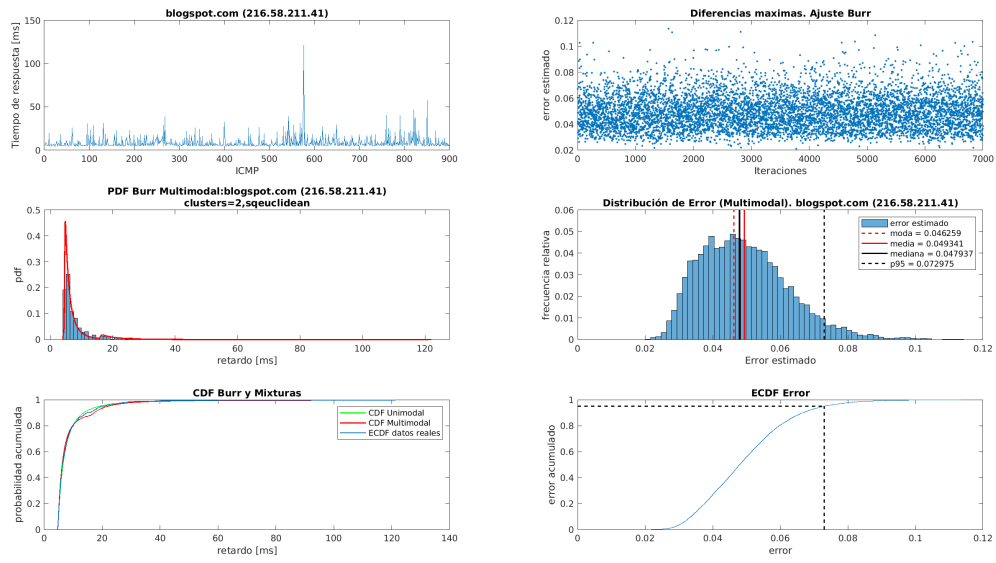 blogspot.com (216.58.211.41)
150
100
50
0
Tiempo de respuesta [ms]
0 100 200 300 400 500 600 700 800 900
ICMP
Diferencias maximas. Ajuste Burr
0.12
0.1
0.08
0.06
0.04
0.02
error estimado
0 1000 2000 3000 4000 5000 6000 7000
Iteraciones
PDF Burr Multimodal:blogspot.com (216.58.211.41)
clusters=2,sqeuclidean
0.5
0.4
0.3
0.2
0.1
0
pdf
0 20 40 60 80 100 120
retardo [ms]
Distribución de Error (Multimodal). blogspot.com (216.58.211.41)
0.06
0.05
0.04
0.03
0.02
0.01
0
frecuencia relativa
error estimado
moda = 0.046259
media = 0.049341
mediana = 0.047937
p95 = 0.072975
0 0.02 0.04 0.06 0.08 0.1 0.12
Error estimado
CDF Burr y Mixturas
1
0.8
0.6
0.4
0.2
0
probabilidad acumulada
CDF Unimodal
CDF Multimodal
ECDF datos reales
0 20 40 60 80 100 120 140
retardo [ms]
ECDF Error
1
0.8
0.6
0.4
0.2
0
error acumulado
0 0.02 0.04 0.06 0.08 0.1 0.12
error